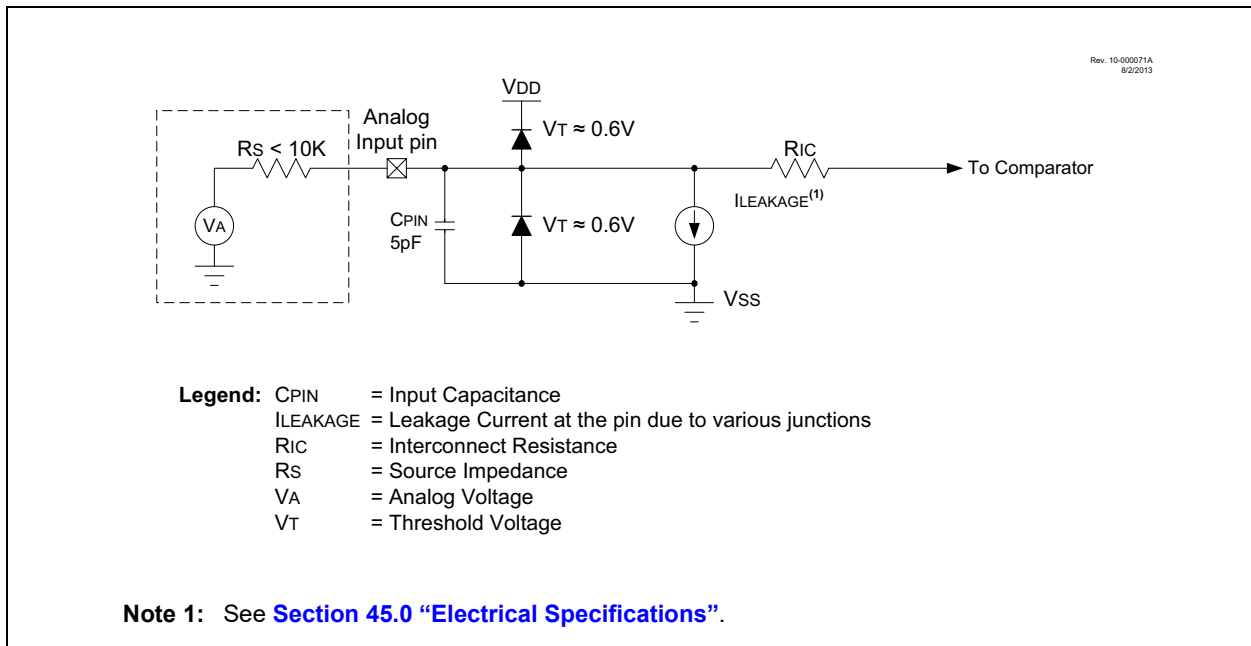 Rev. 10-000071A
8/2/2013
VDD
Analog
Input pin
VT ≈ 0.6V
RS < 10K
RIC
To Comparator
VA
CPIN
5pF
VT ≈ 0.6V
ILEAKAGE(1)
VSS
Legend: CPIN = Input Capacitance
ILEAKAGE = Leakage Current at the pin due to various junctions
RIC = Interconnect Resistance
RS = Source Impedance
VA = Analog Voltage
VT = Threshold Voltage
Note 1: See Section 45.0 “Electrical Specifications”.